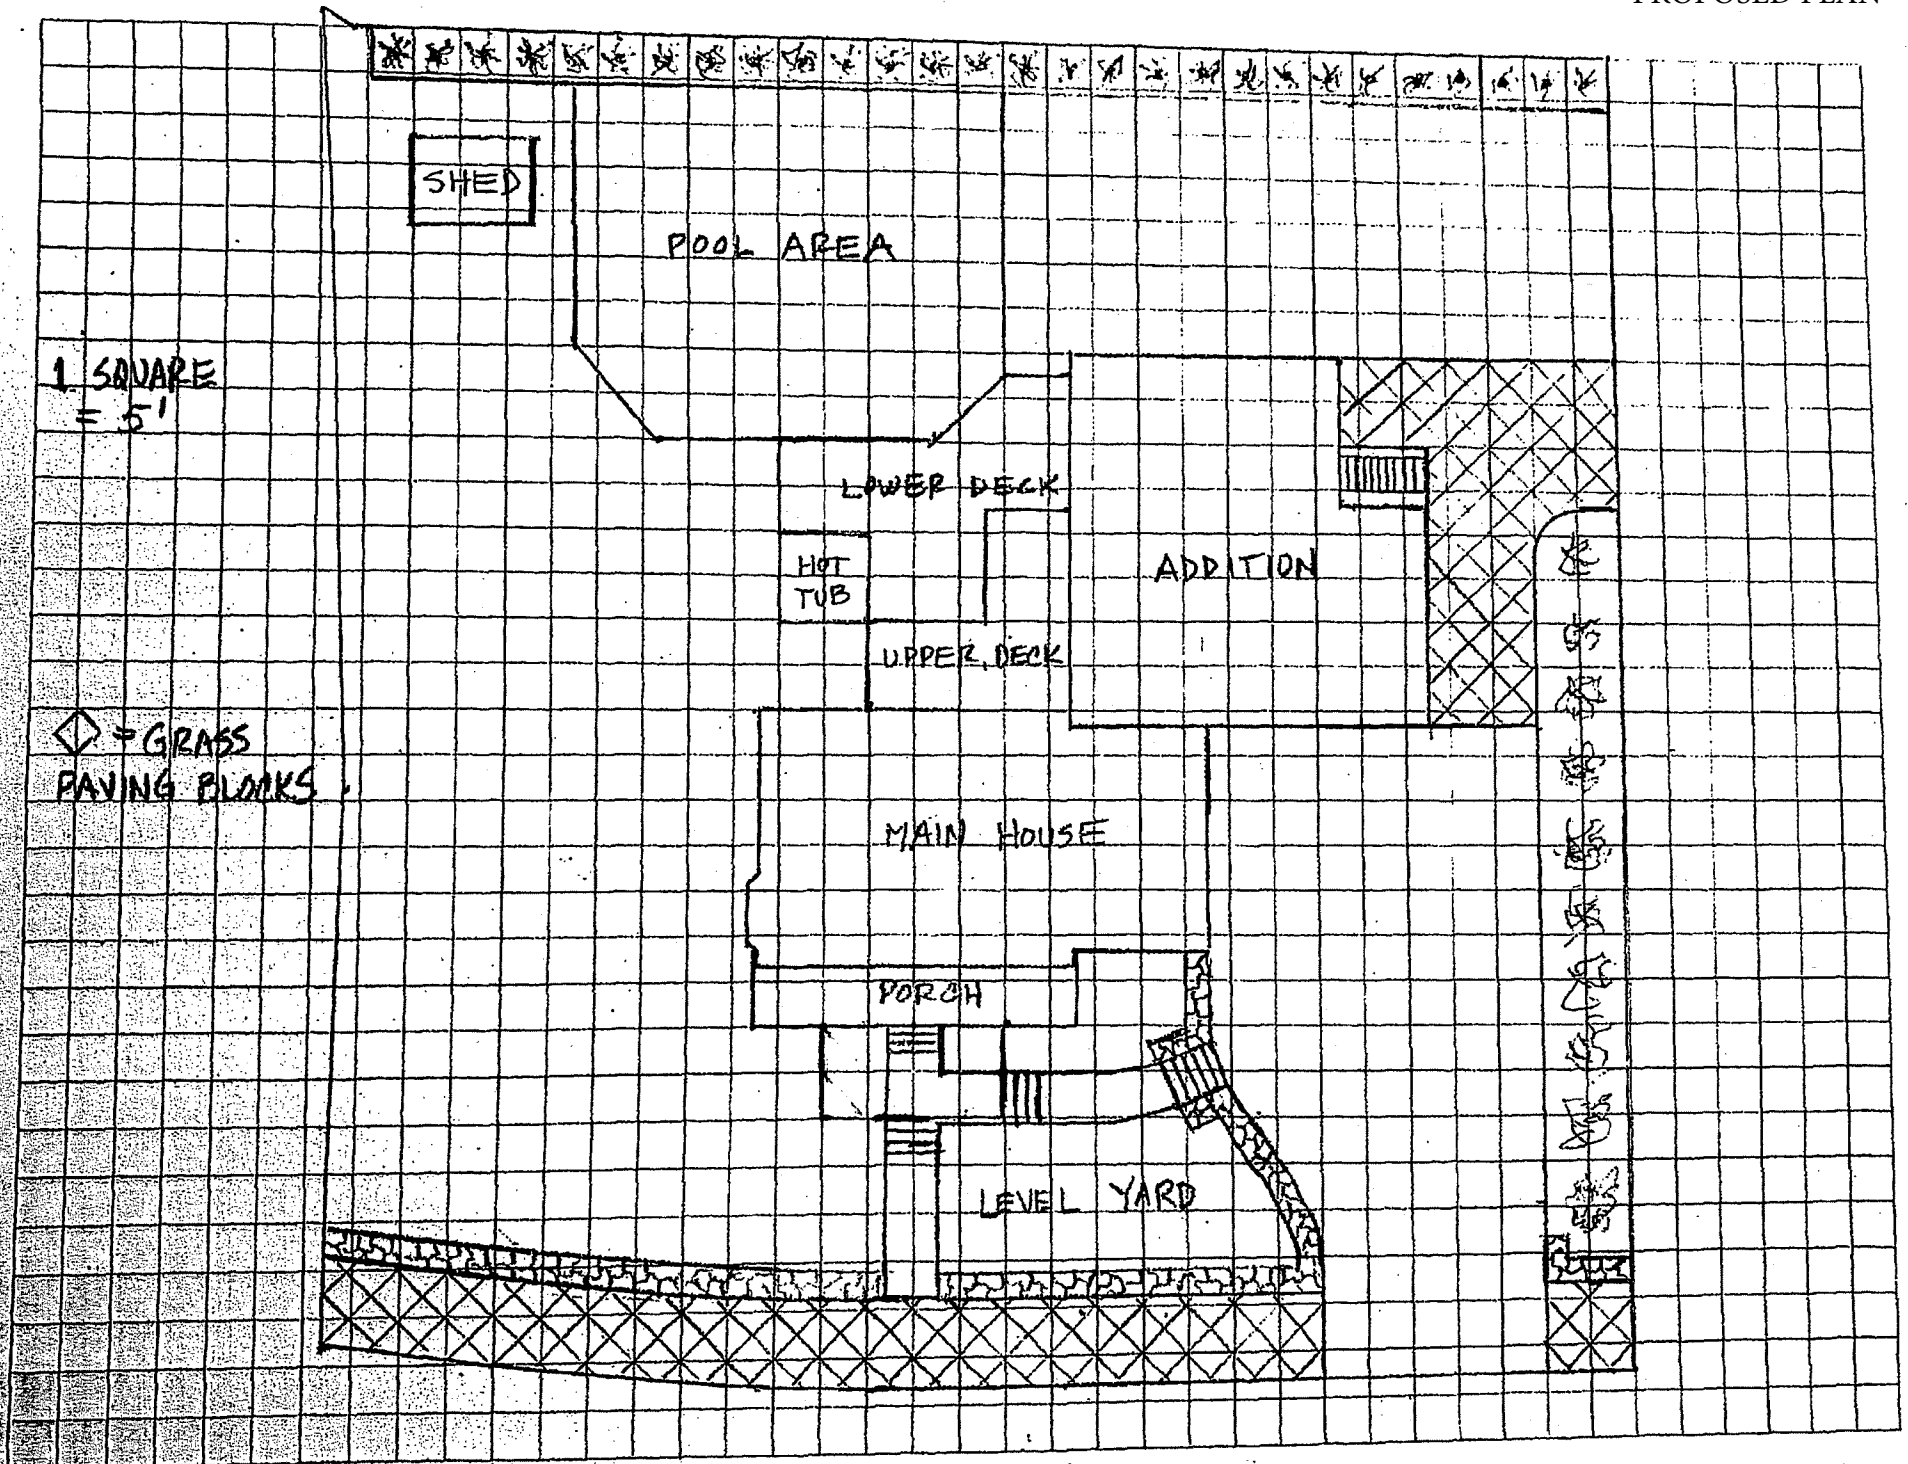 PROPOSED PLAN
SHED
POOL AREA
1 SQUARE
= 5'
LOWER DECK
HOT
TUB
ADDITION
UPPER DECK
= GRASS
PAVING BLOCKS
MAIN HOUSE
PORCH
LEVEL YARD